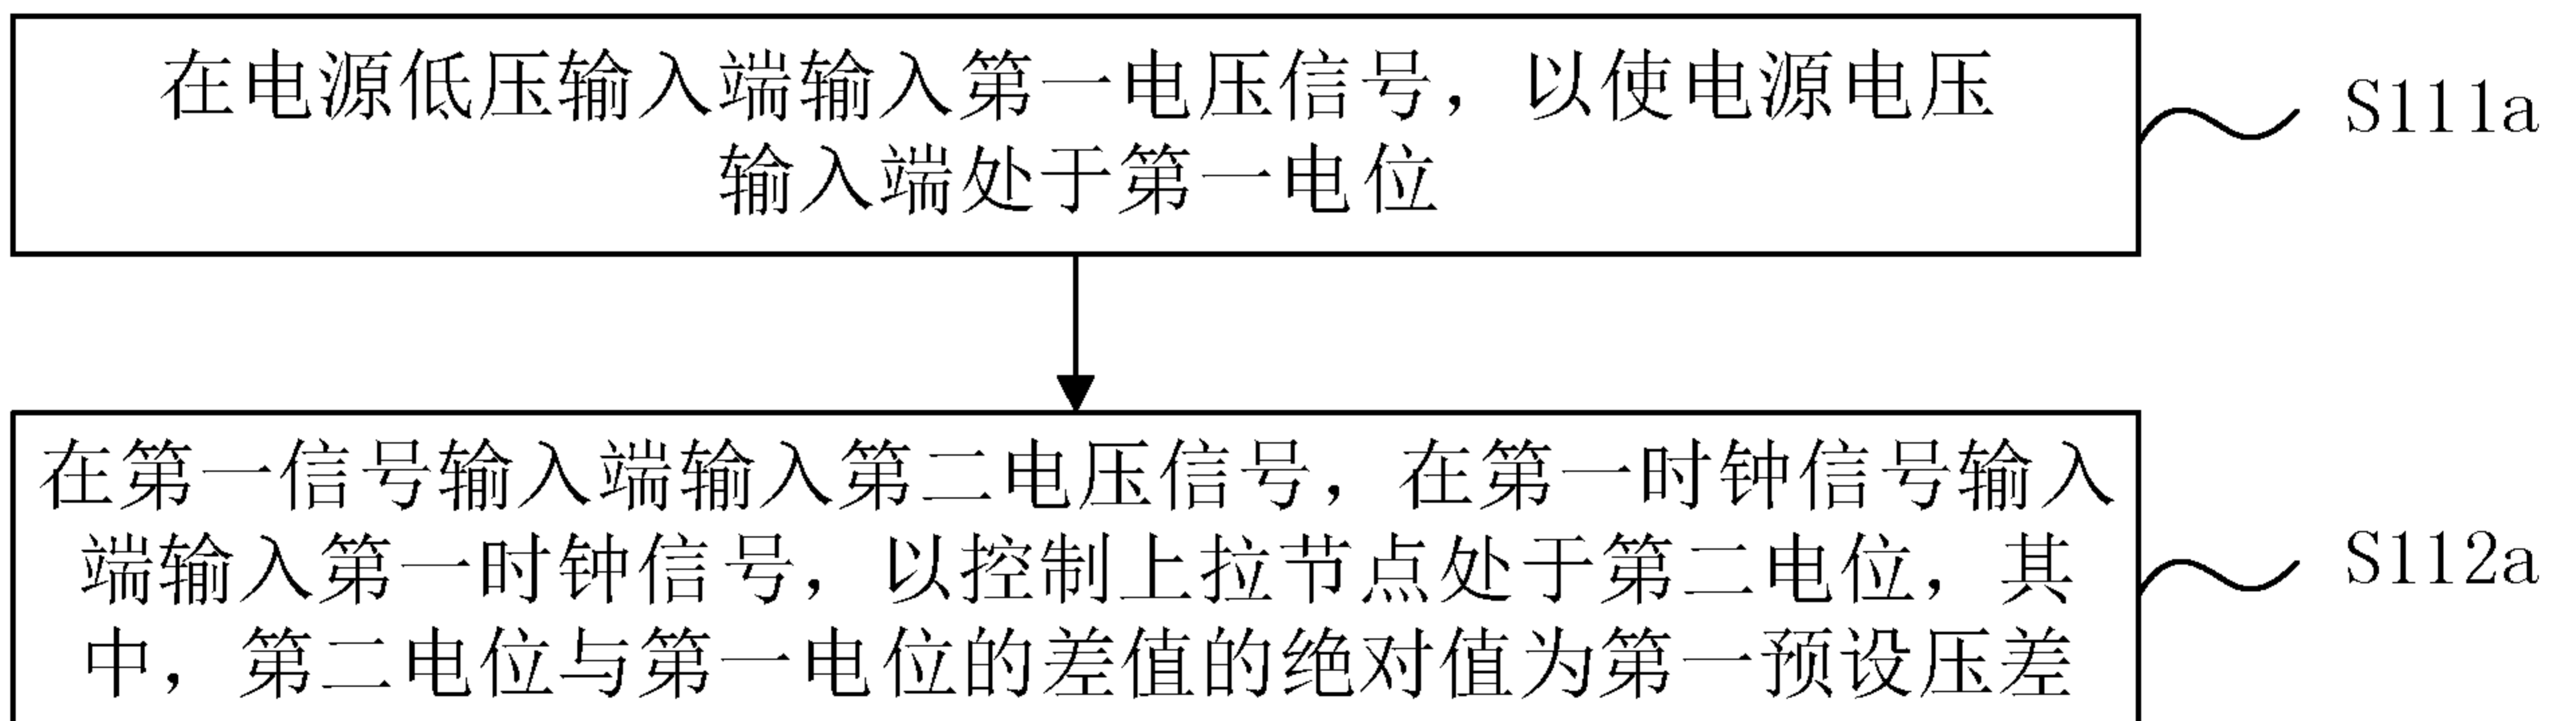 在电源低压输入端输入第一电压信号，以使电源电压
输入端处于第一电位
S111a
在第一信号输入端输入第二电压信号，在第一时钟信号输入
端输入第一时钟信号，以控制上拉节点处于第二电位，其
中，第二电位与第一电位的差值的绝对值为第一预设压差
S112a